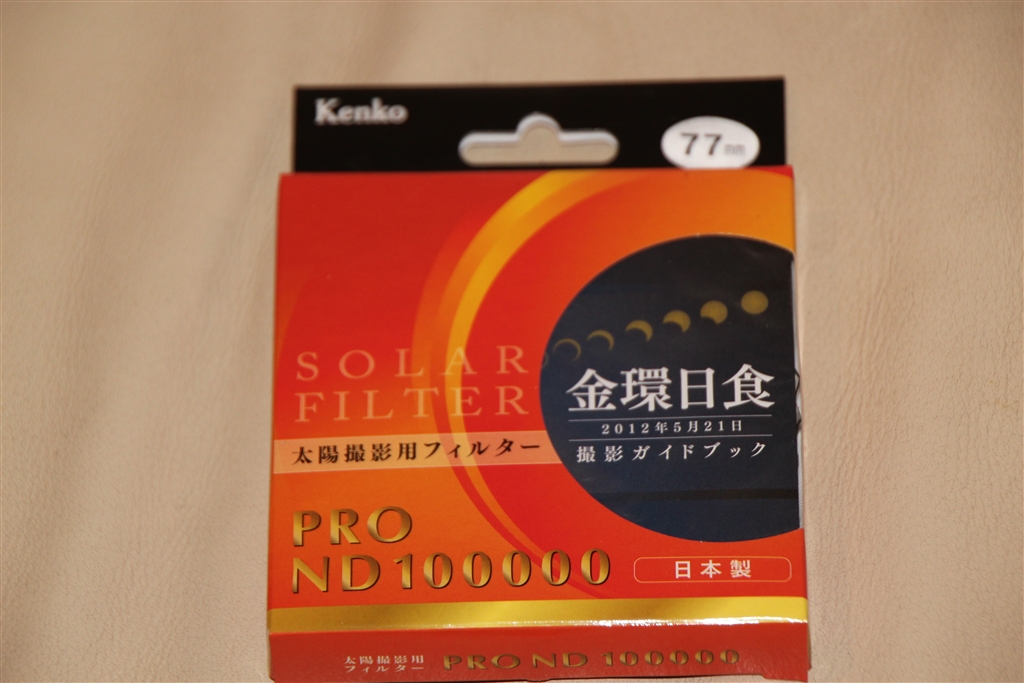 Kenko
77mm
SOLAR
FILTER
太陽撮影用フィルター
金環日食
2012年5月21日
撮影ガイドブック
PRO
ND100000
日本製
太陽撮影用
フィルター
PRO ND 100000